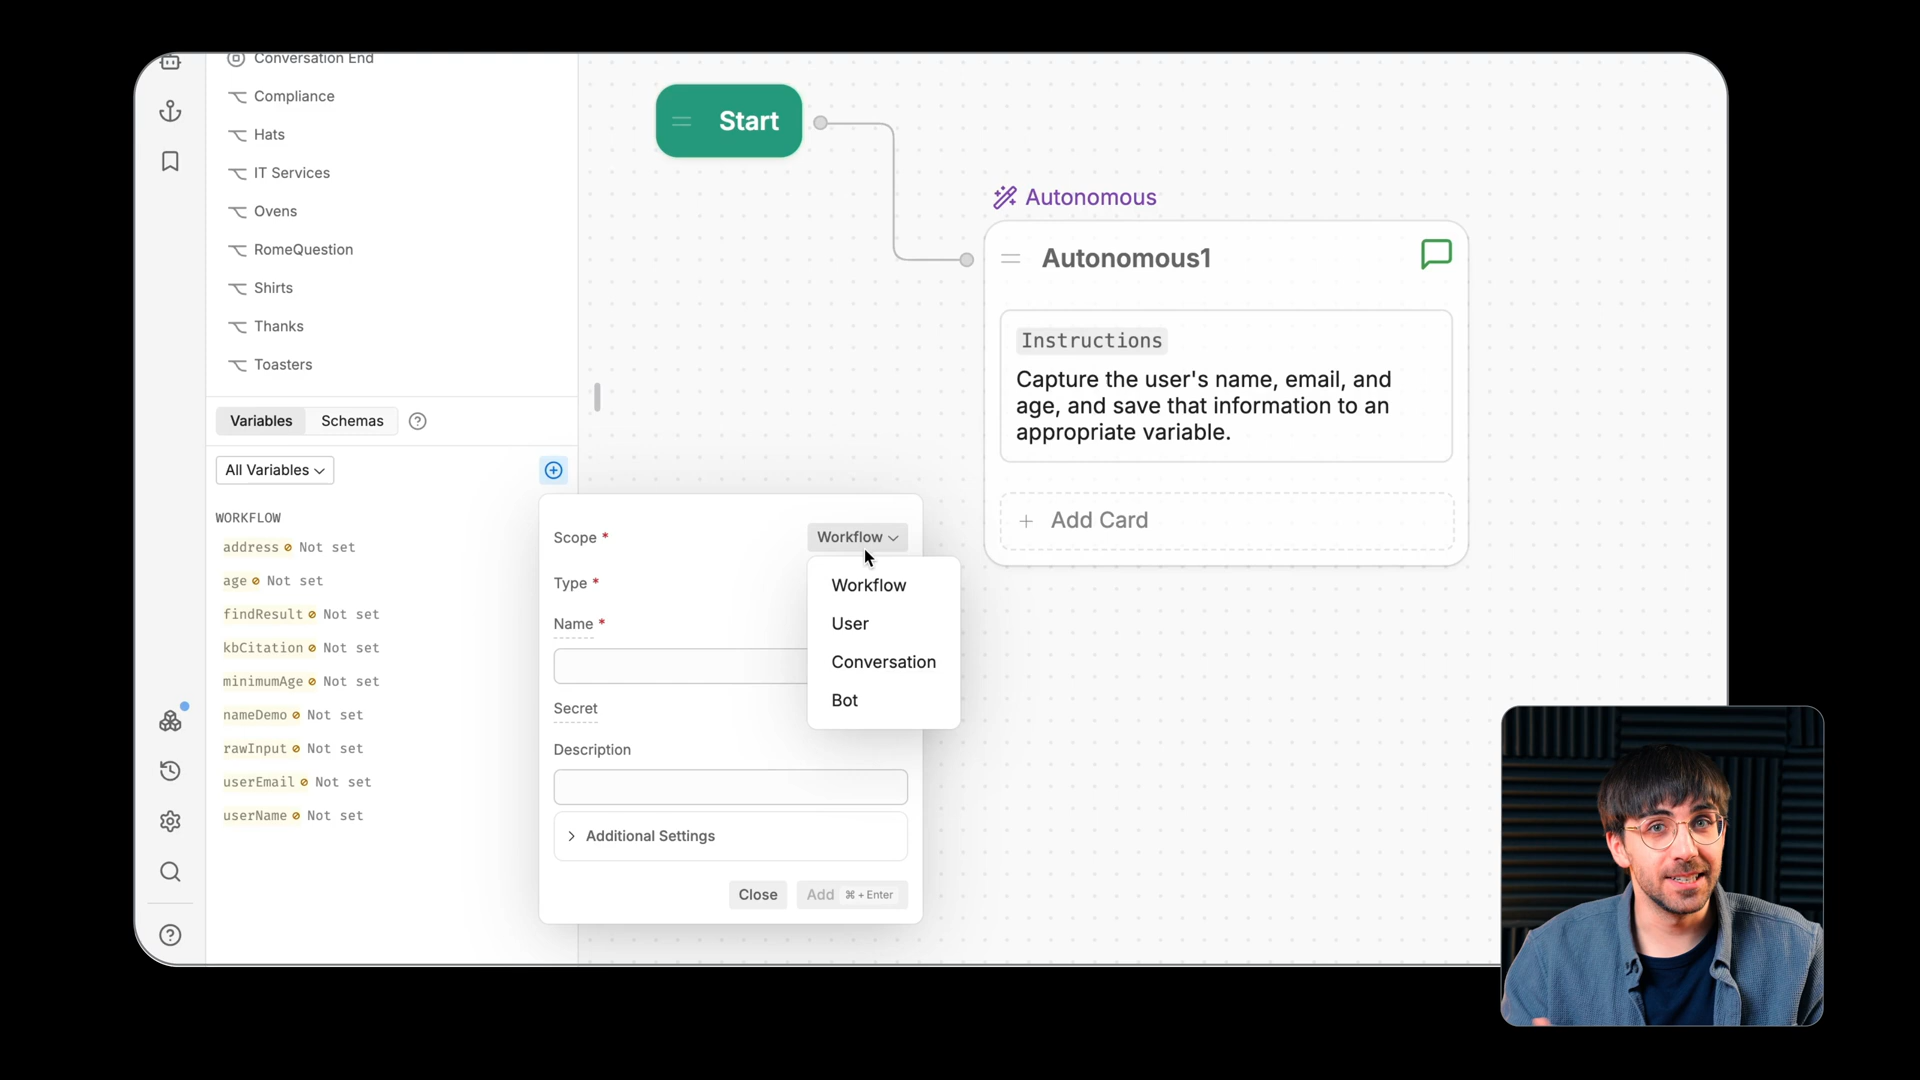 Conversation End
Compliance
Hats
IT Services
Ovens
RomeQuestion
Shirts
Thanks
Toasters
Variables
Schemas
All Variables
WORKFLOW
address Not set
age Not set
findResult Not set
kbCitation Not set
minimumAge Not set
nameDemo Not set
rawInput Not set
userEmail Not set
userName Not set
Start
Autonomous
Autonomous1
Instructions
Capture the user's name, email, and
age, and save that information to an
appropriate variable.
+ Add Card
Scope *
Workflow
Workflow
User
Conversation
Bot
Type *
Name *
Secret
Description
Additional Settings
Close
Add ⌘ + Enter